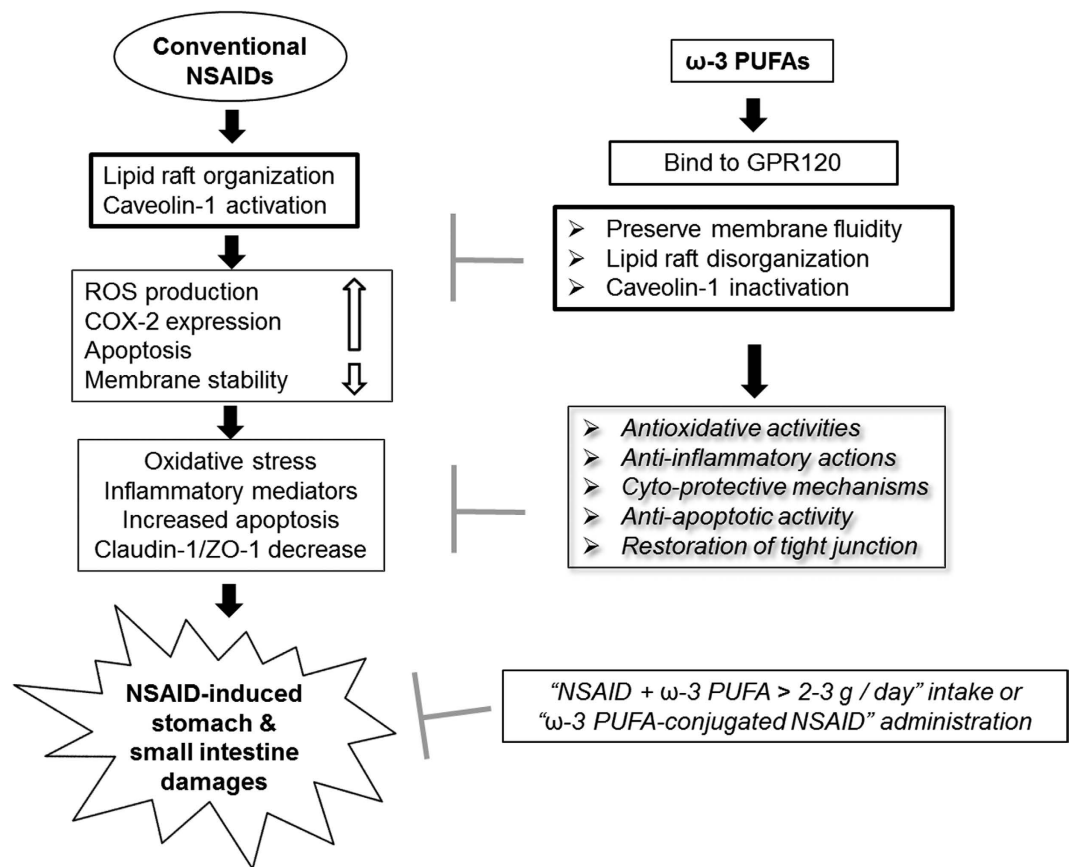 Conventional
NSAIDs
Lipid raft organization
Caveolin-1 activation
ROS production
COX-2 expression
Apoptosis
Membrane stability
Oxidative stress
Inflammatory mediators
Increased apoptosis
Claudin-1/ZO-1 decrease
NSAID-induced
stomach &
small intestine
damages
ω-3 PUFAs
Bind to GPR120
➢ Preserve membrane fluidity
➢ Lipid raft disorganization
➢ Caveolin-1 inactivation
➢ Antioxidative activities
➢ Anti-inflammatory actions
➢ Cyto-protective mechanisms
➢ Anti-apoptotic activity
➢ Restoration of tight junction
“NSAID + ω-3 PUFA > 2-3 g / day” intake or
“ω-3 PUFA-conjugated NSAID” administration